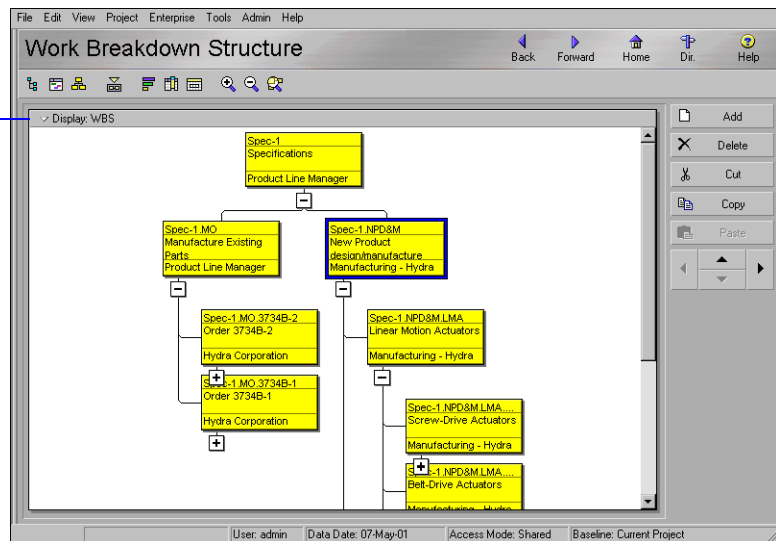 File Edit View Project Enterprise Tools Admin Help
Work Breakdown Structure
Back Forward Home Dir. Help
Display: WBS
Add
Delete
Cut
Copy
Paste
Spec-1
Specifications
Product Line Manager
Spec-1.MO
Manufacture Existing
Parts
Product Line Manager
Spec-1.NPD&M
New Product
design/manufacture
Manufacturing - Hydra
Spec-1.MO.3734B-2
Order 3734B-2
Hydra Corporation
Spec-1.MO.3734B-1
Order 3734B-1
Hydra Corporation
Spec-1.NPD&M.LMA
Linear Motion Actuators
Manufacturing - Hydra
Spec-1.NPD&M.LMA....
Screw-Drive Actuators
Manufacturing - Hydra
Spec-1.NPD&M.LMA....
Belt-Drive Actuators
Manufacturing - Hydra
User: admin Data Date: 07-May-01 Access Mode: Shared Baseline: Current Project